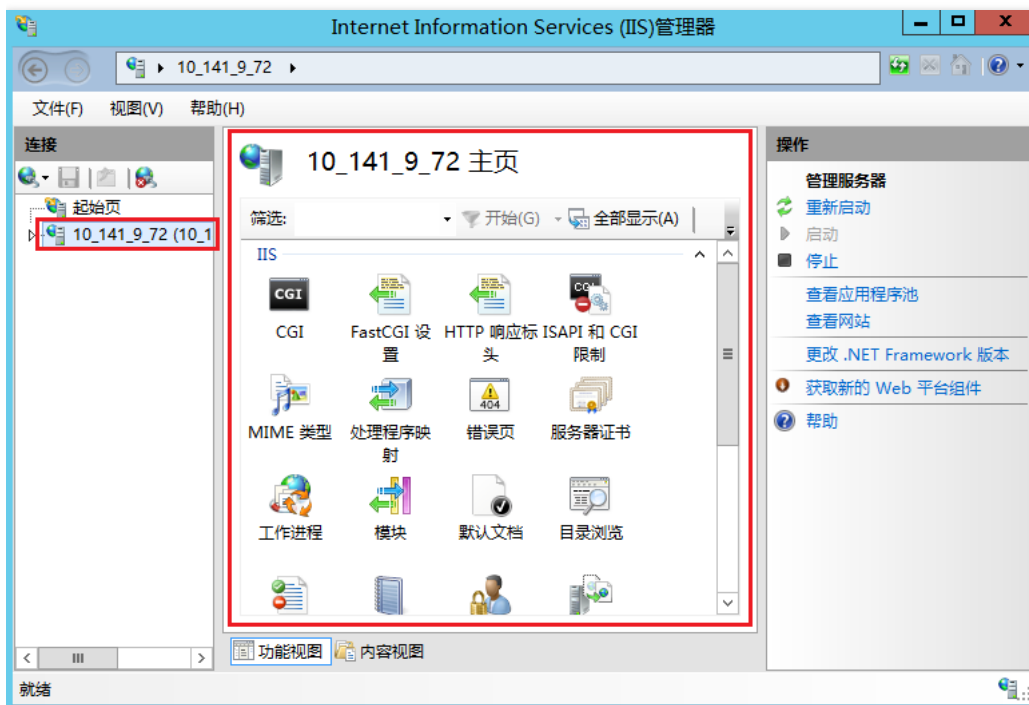 Internet Information Services (IIS)管理器
10_141_9_72
文件(F) 视图(V) 帮助(H)
连接
起始页
10_141_9_72 (10_1
10_141_9_72 主页
筛选: 开始(G) 全部显示(A)
IIS
CGI
CGI
FastCGI 设
置
HTTP 响应标
头
CGI
ISAPI 和 CGI
限制
MIME 类型
处理程序映
射
404
错误页
服务器证书
工作进程
模块
默认文档
目录浏览
功能视图 内容视图
操作
管理服务器
重新启动
启动
停止
查看应用程序池
查看网站
更改 .NET Framework 版本
获取新的 Web 平台组件
帮助
就绪